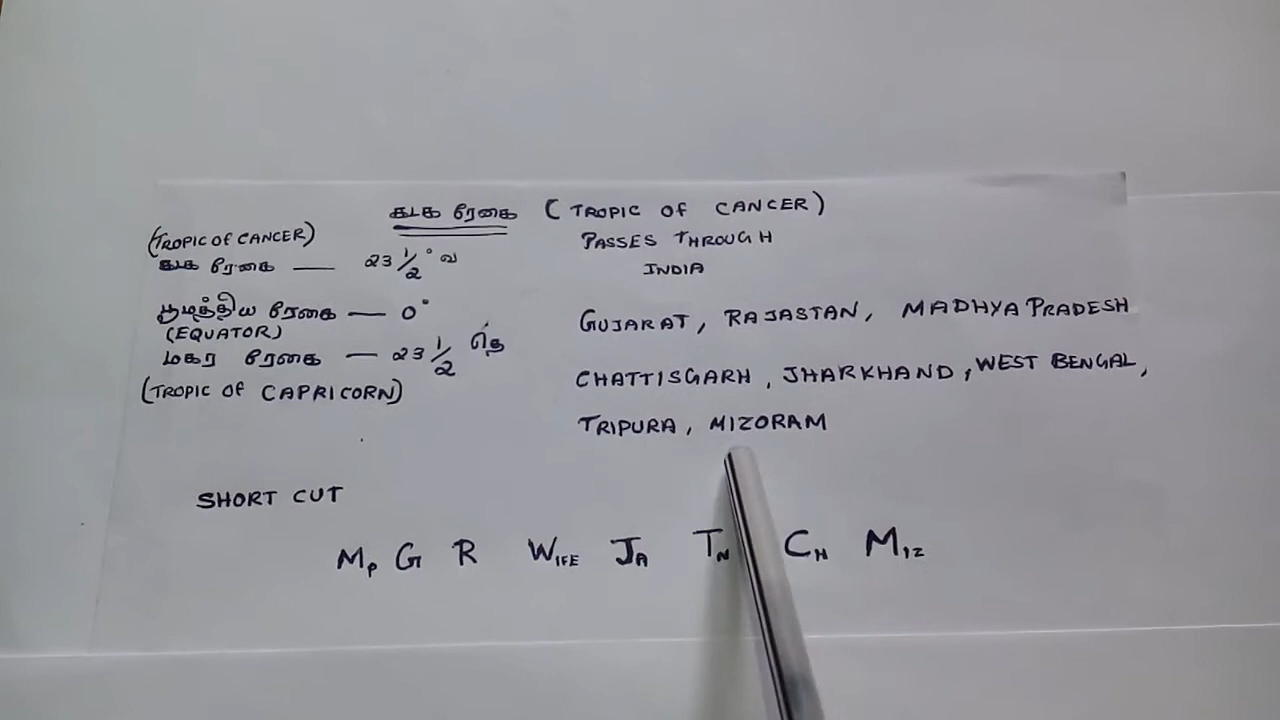 கடக ரேகை (TROPIC OF CANCER)
PASSES THROUGH
INDIA
(TROPIC OF CANCER)
கடக ரேகை — 23 1/2° வ
பூமத்திய ரேகை — 0°
(EQUATOR)
மகர ரேகை — 23 1/2 தெ
(TROPIC OF CAPRICORN)
GUJARAT, RAJASTAN, MADHYA PRADESH
CHATTISGARH, JHARKHAND, WEST BENGAL,
TRIPURA, MIZORAM
SHORT CUT
MP G R WIFE JA TN CH MIZ